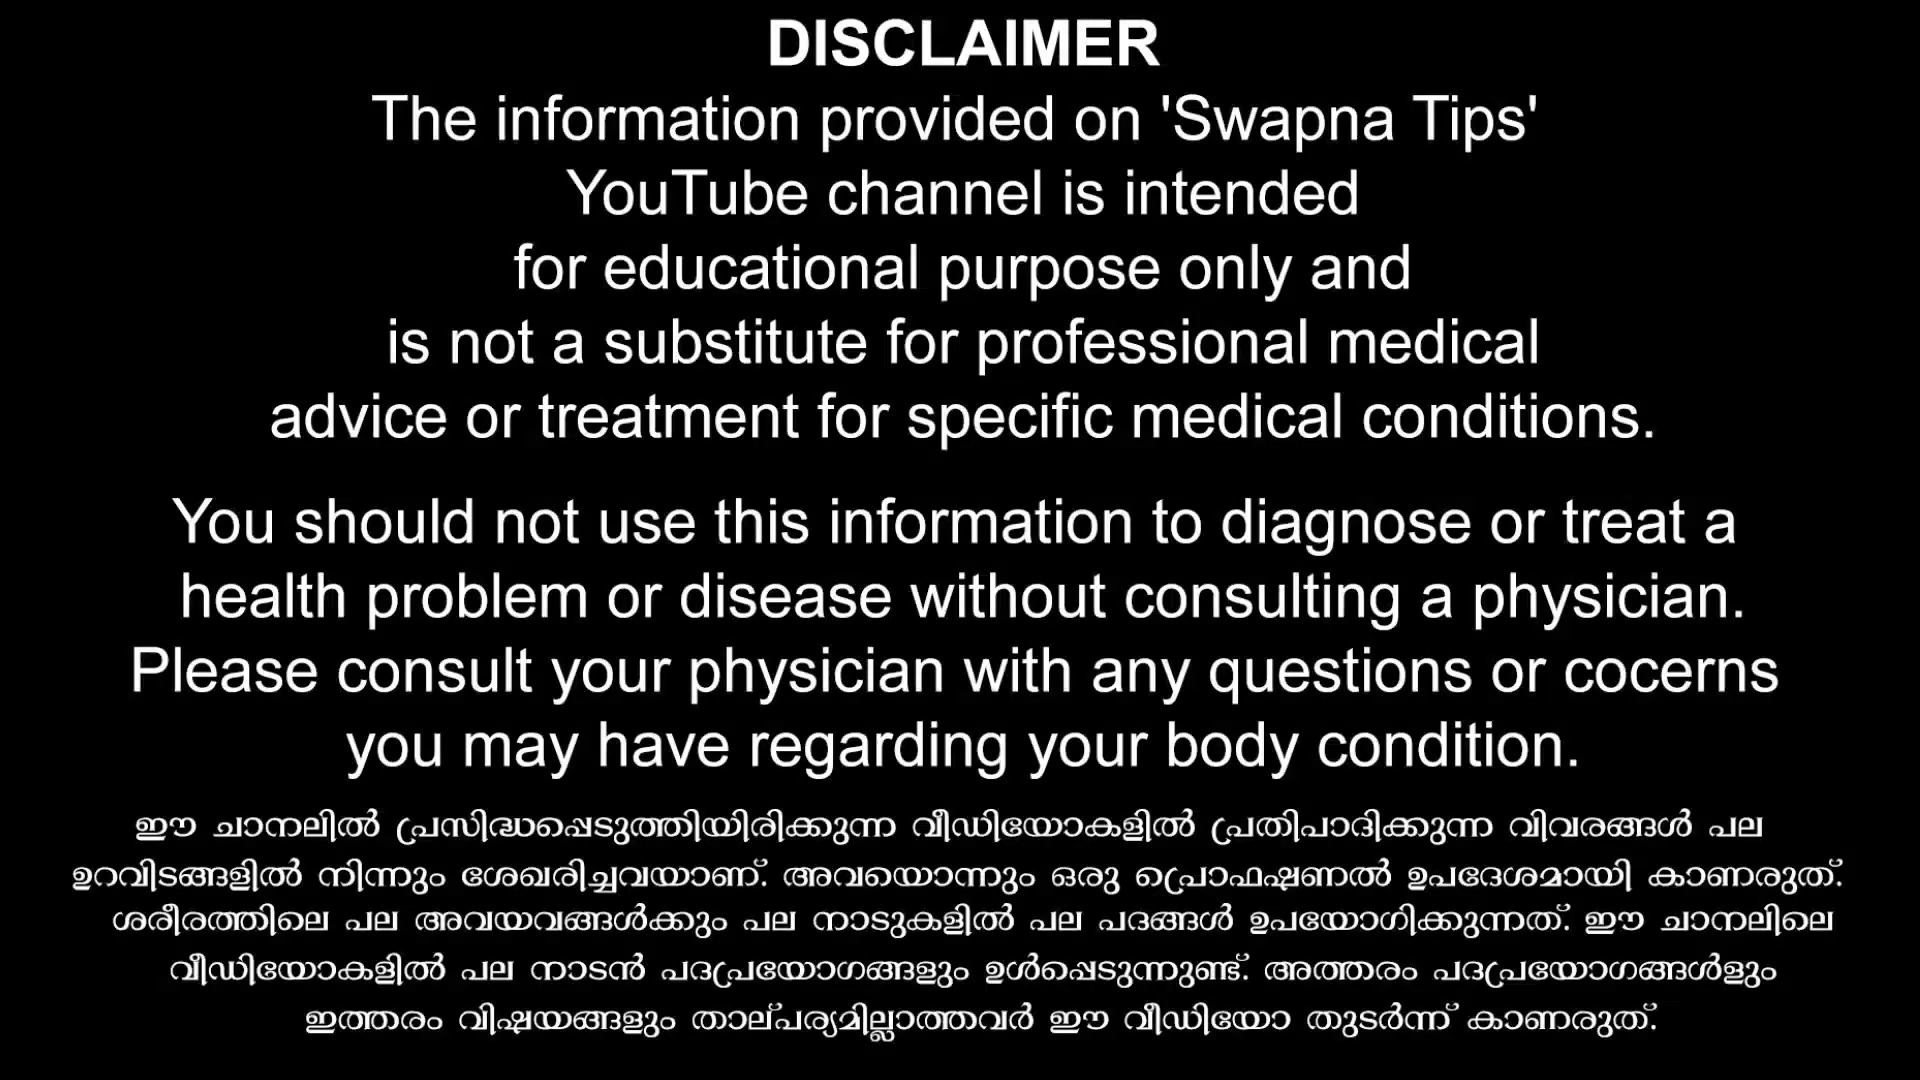 DISCLAIMER
The information provided on 'Swapna Tips'
YouTube channel is intended
for educational purpose only and
is not a substitute for professional medical
advice or treatment for specific medical conditions.
You should not use this information to diagnose or treat a
health problem or disease without consulting a physician.
Please consult your physician with any questions or cocerns
you may have regarding your body condition.
ഈ ചാനലിൽ പ്രസിദ്ധപ്പെടുത്തിയിരിക്കുന്ന വീഡിയോകളിൽ പ്രതിപാദിക്കുന്ന വിവരങ്ങൾ പല
ഉറവിടങ്ങളിൽ നിന്നും ശേഖരിച്ചവയാണ്. അവയൊന്നും ഒരു പ്രൊഫഷണൽ ഉപദേശമായി കാണരുത്.
ശരീരത്തിലെ പല അവയവങ്ങൾക്കും പല നാടുകളിൽ പല പദങ്ങൾ ഉപയോഗിക്കുന്നത്. ഈ ചാനലിലെ
വീഡിയോകളിൽ പല നാടൻ പദപ്രയോഗങ്ങളും ഉൾപ്പെടുന്നുണ്ട്. അത്തരം പദപ്രയോഗങ്ങൾളും
ഇത്തരം വിഷയങ്ങളും താല്പര്യമില്ലാത്തവർ ഈ വീഡിയോ തുടർന്ന് കാണരുത്.